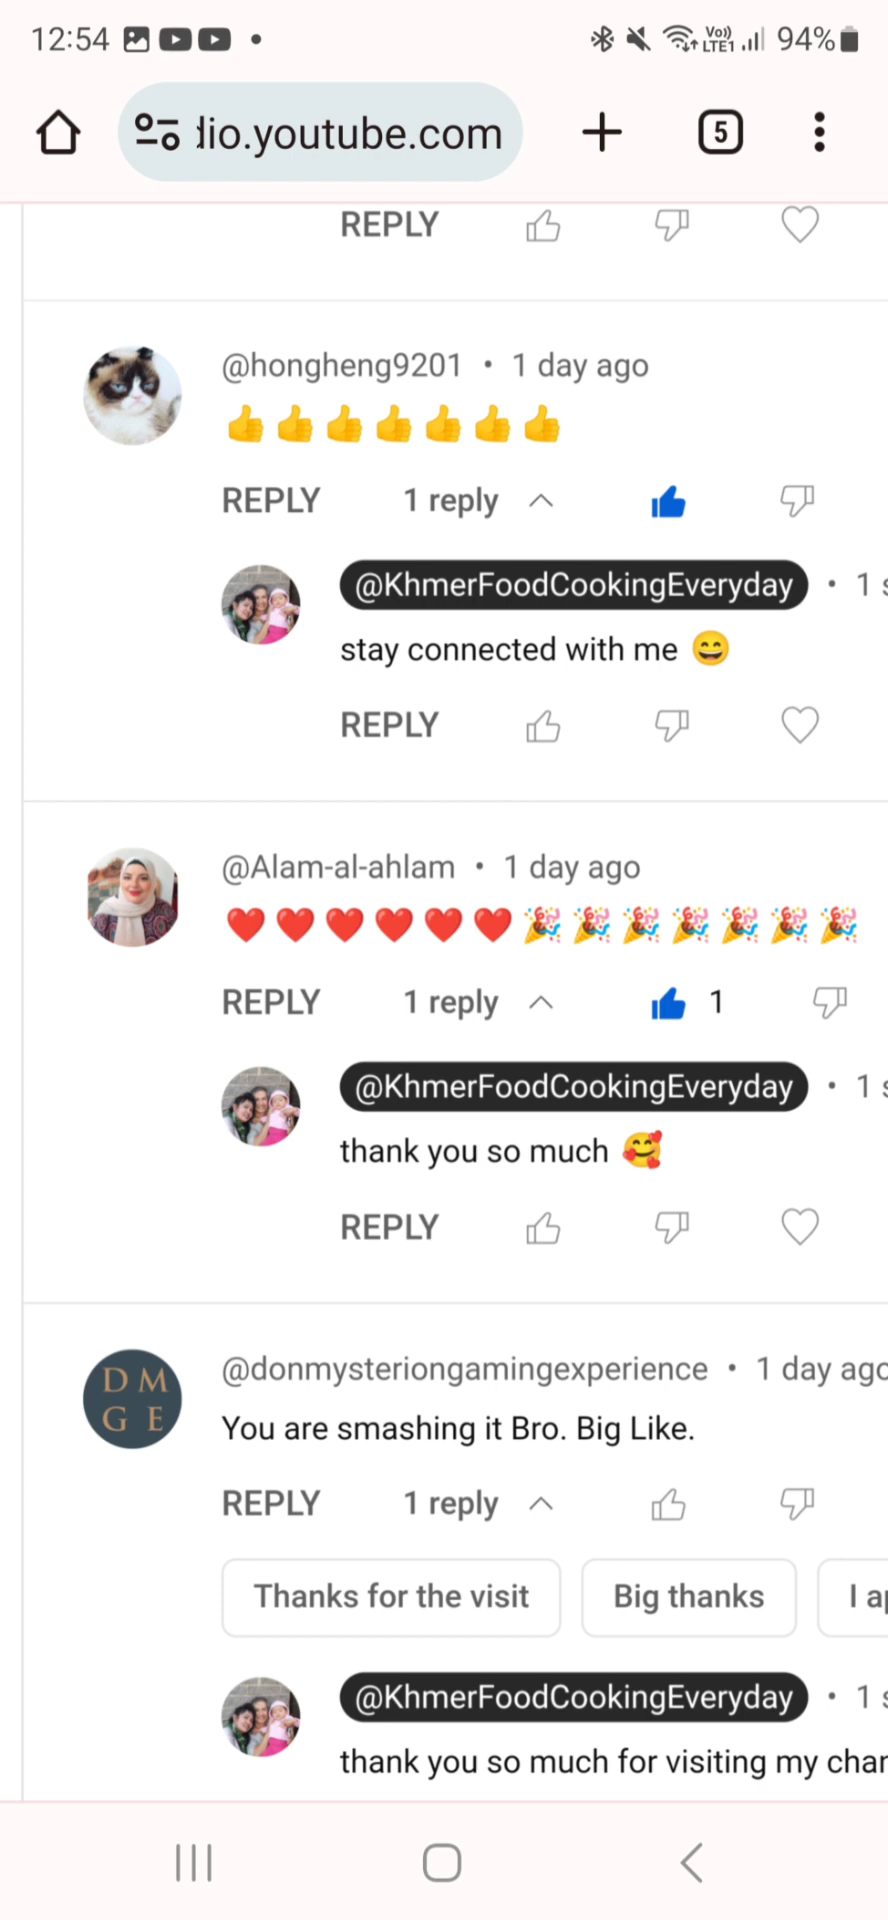 12:54 Vo)) LTE1 94%
dio.youtube.com 5
REPLY
@hongheng9201 • 1 day ago
👍👍👍👍👍👍👍
REPLY 1 reply
@KhmerFoodCookingEveryday • 1 s
stay connected with me 😄
REPLY
@Alam-al-ahlam • 1 day ago
❤️❤️❤️❤️❤️❤️🎉🎉🎉🎉🎉🎉🎉
REPLY 1 reply 1
@KhmerFoodCookingEveryday • 1 s
thank you so much 🥰
REPLY
D M
G E
@donmysteriongamingexperience • 1 day ago
You are smashing it Bro. Big Like.
REPLY 1 reply
Thanks for the visit Big thanks I ap
@KhmerFoodCookingEveryday • 1 s
thank you so much for visiting my chan